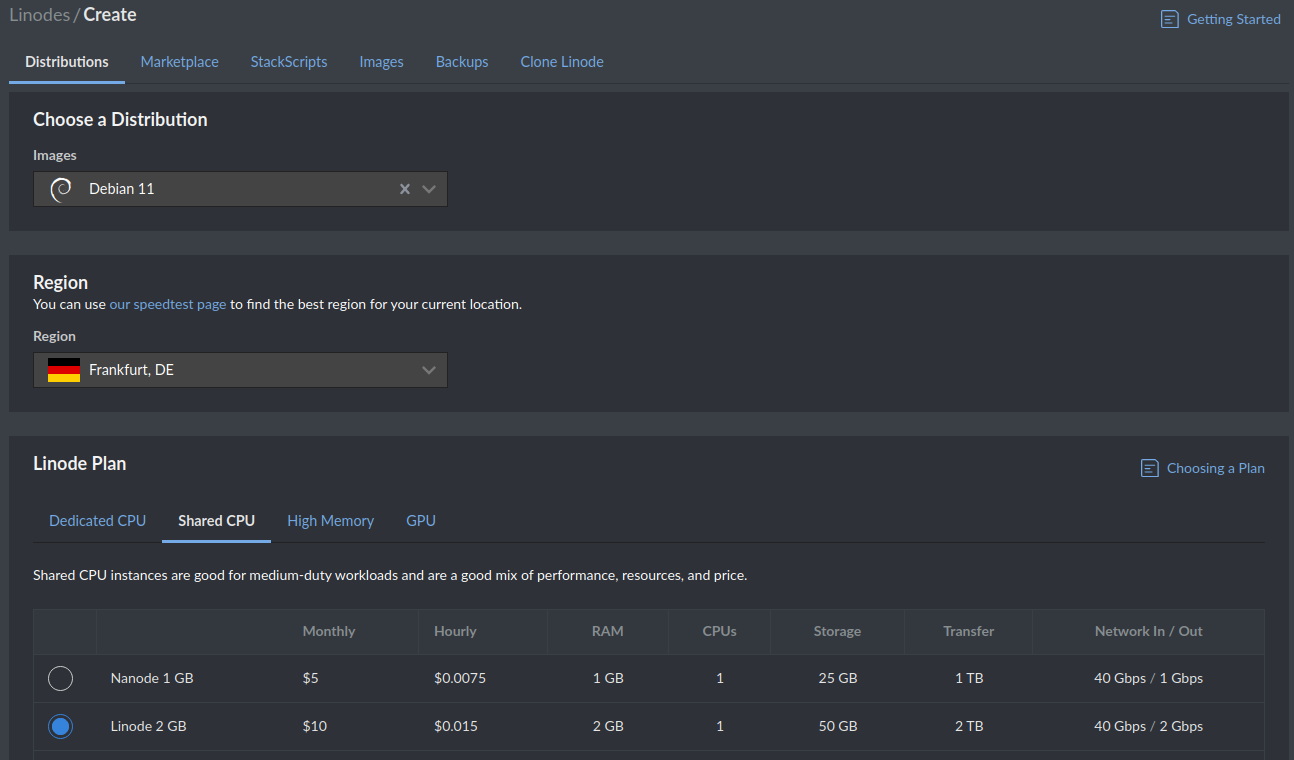 Linodes / Create
Getting Started
Distributions Marketplace StackScripts Images Backups Clone Linode
Choose a Distribution
Images
Debian 11
Region
You can use our speedtest page to find the best region for your current location.
Region
Frankfurt, DE
Linode Plan
Choosing a Plan
Dedicated CPU Shared CPU High Memory GPU
Shared CPU instances are good for medium-duty workloads and are a good mix of performance, resources, and price.
Monthly Hourly RAM CPUs Storage Transfer Network In / Out
Nanode 1 GB $5 $0.0075 1 GB 1 25 GB 1 TB 40 Gbps / 1 Gbps
Linode 2 GB $10 $0.015 2 GB 1 50 GB 2 TB 40 Gbps / 2 Gbps